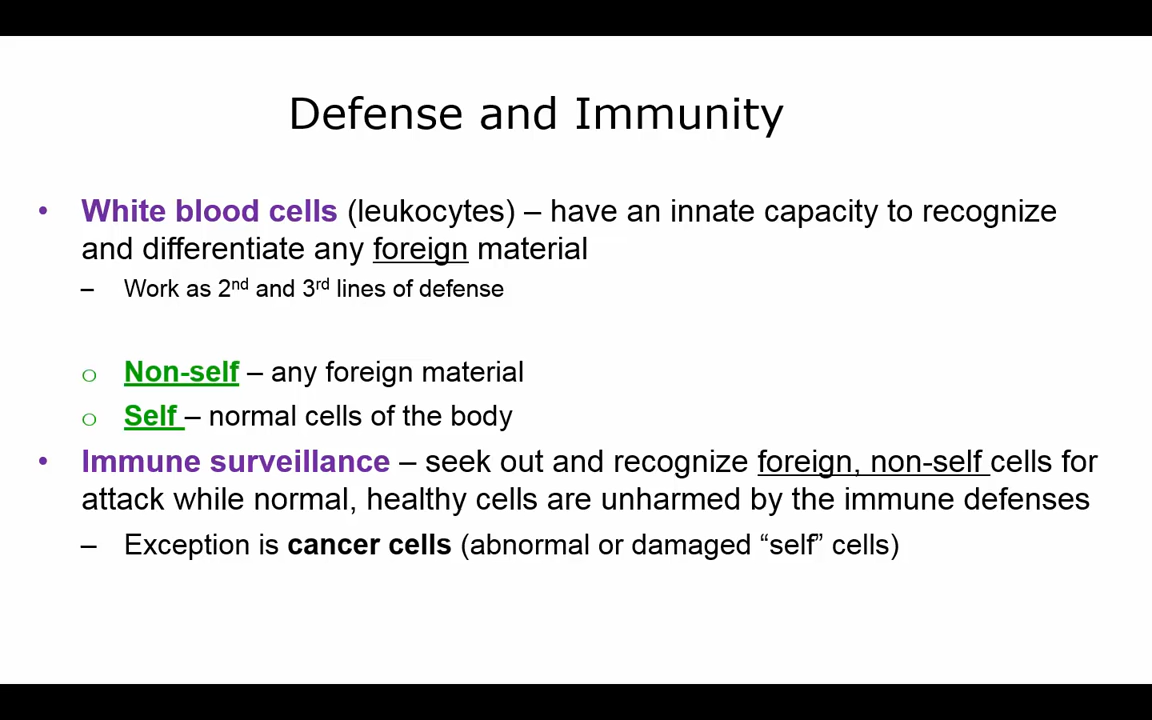 Defense and Immunity
• White blood cells (leukocytes) – have an innate capacity to recognize
and differentiate any foreign material
– Work as 2nd and 3rd lines of defense
o Non-self – any foreign material
o Self – normal cells of the body
• Immune surveillance – seek out and recognize foreign, non-self cells for
attack while normal, healthy cells are unharmed by the immune defenses
– Exception is cancer cells (abnormal or damaged “self” cells)